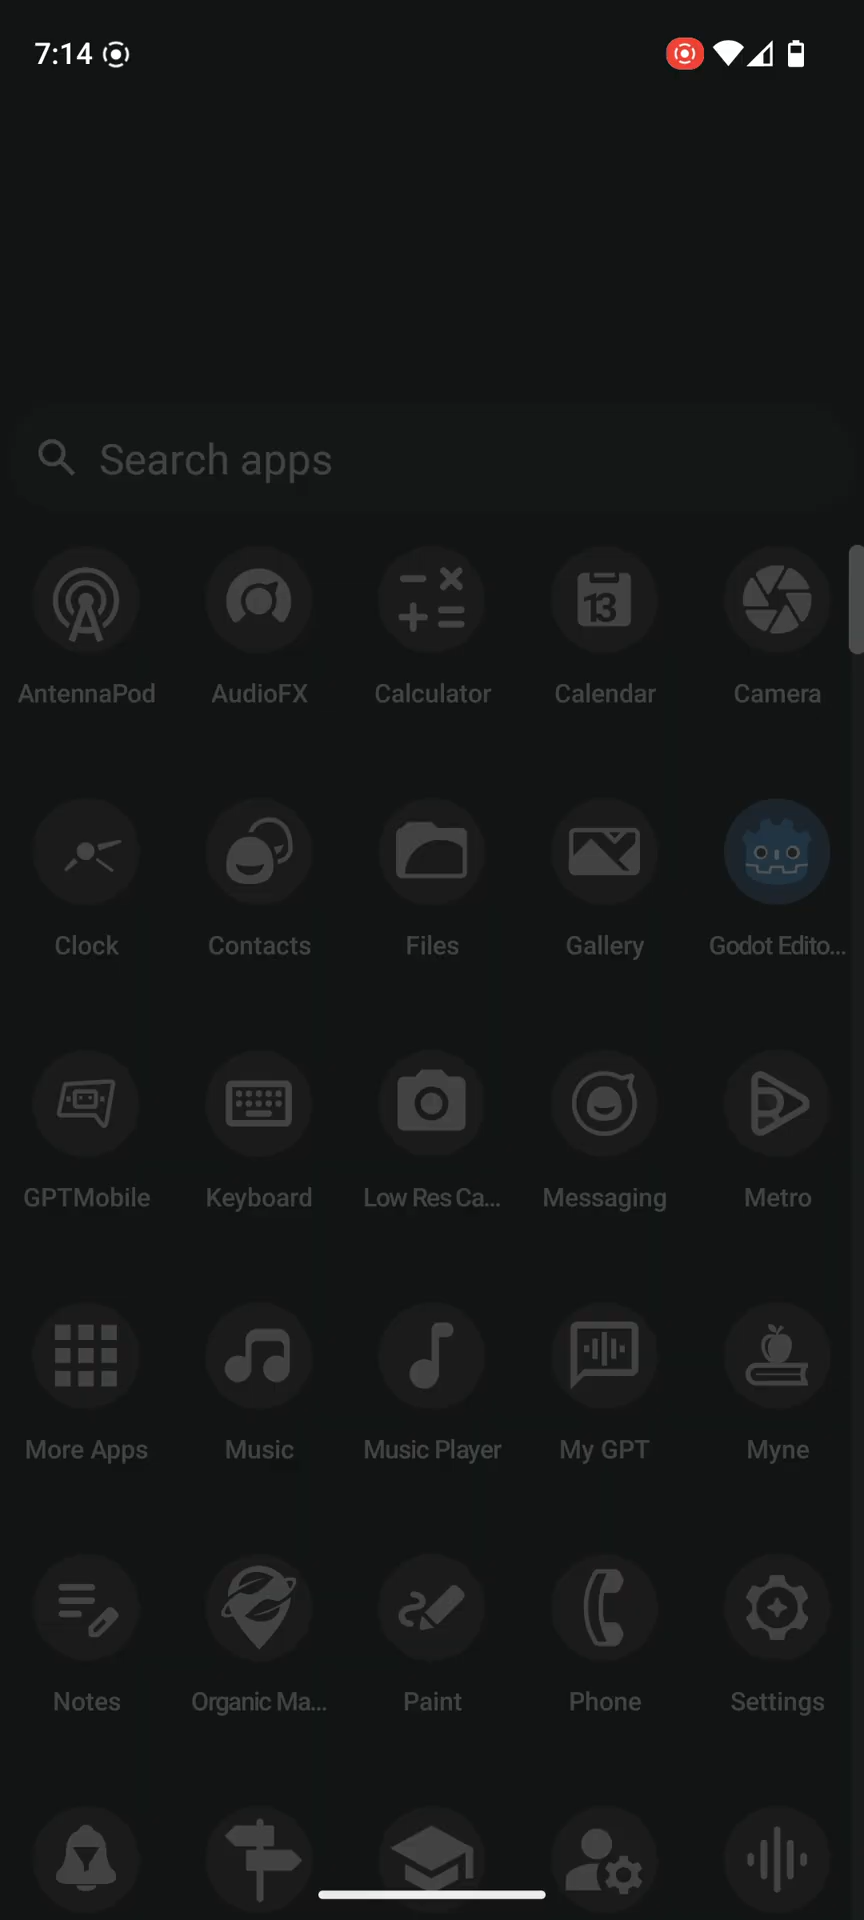 7:14
Search apps
AntennaPod AudioFX Calculator Calendar Camera
13
Clock Contacts Files Gallery Godot Edito...
GPTMobile Keyboard Low Res Ca... Messaging Metro
More Apps Music Music Player My GPT Myne
Notes Organic Ma... Paint Phone Settings